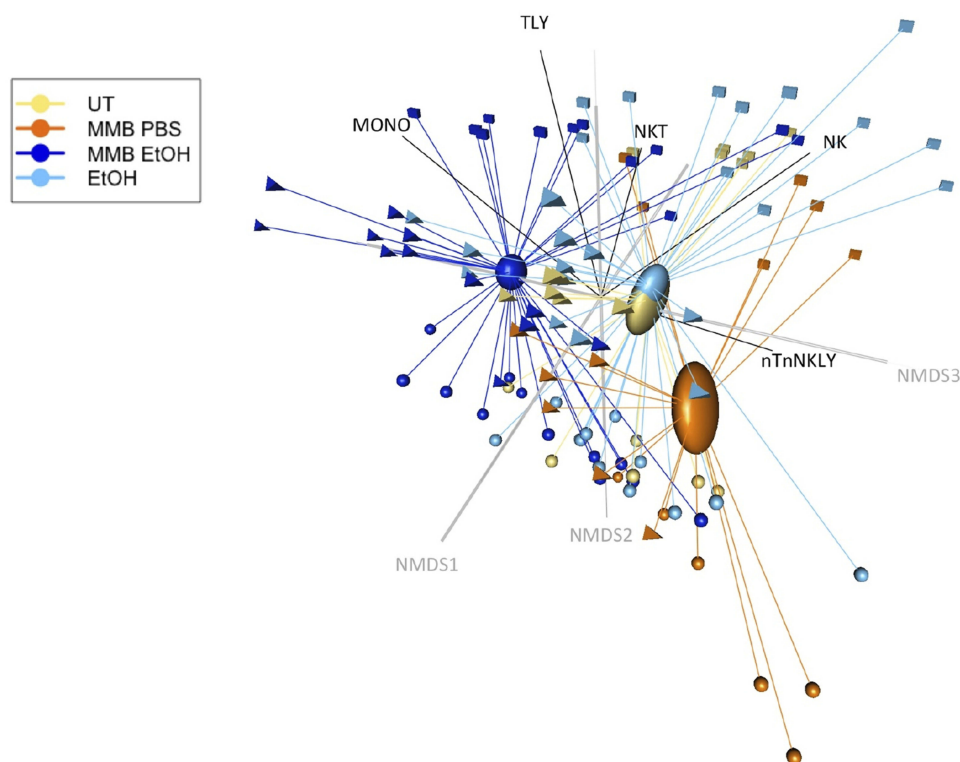 TLY
UT
MMB PBS
MMB EtOH
EtOH
MONO
NKT
NK
nTnNKLY
NMDS3
NMDS2
NMDS1